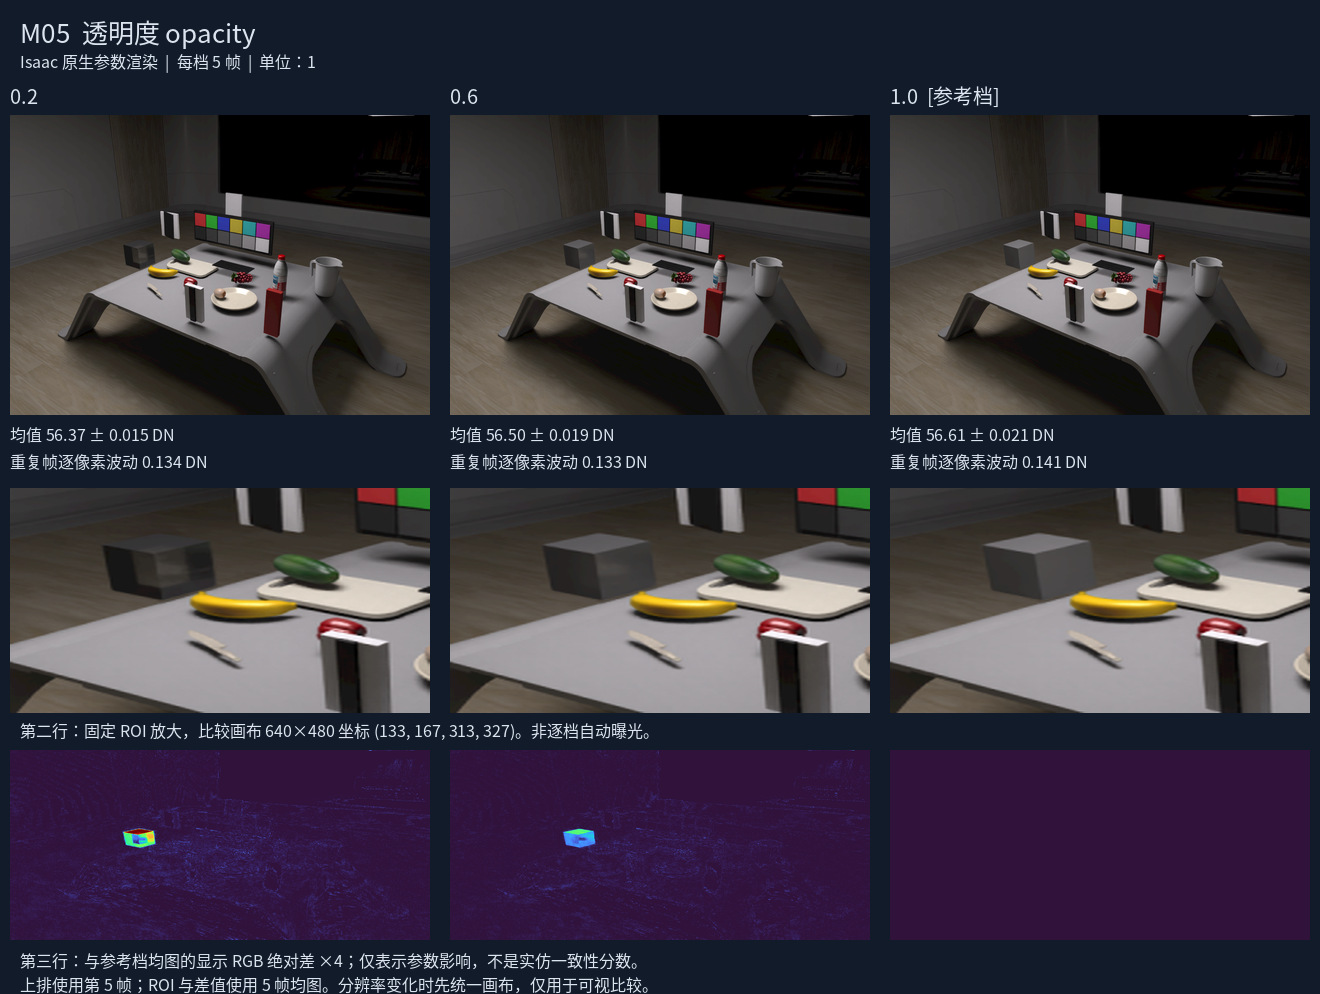 M05 透明度 opacity
Isaac 原生参数渲染 | 每档 5 帧 | 单位：1
0.2
0.6
1.0 [参考档]
均值 56.37 ± 0.015 DN
重复帧逐像素波动 0.134 DN
均值 56.50 ± 0.019 DN
重复帧逐像素波动 0.133 DN
均值 56.61 ± 0.021 DN
重复帧逐像素波动 0.141 DN
第二行：固定 ROI 放大，比较画布 640×480 坐标 (133, 167, 313, 327)。非逐档自动曝光。
第三行：与参考档均图的显示 RGB 绝对差 ×4；仅表示参数影响，不是实仿一致性分数。
上排使用第 5 帧；ROI 与差值使用 5 帧均图。分辨率变化时先统一画布，仅用于可视比较。